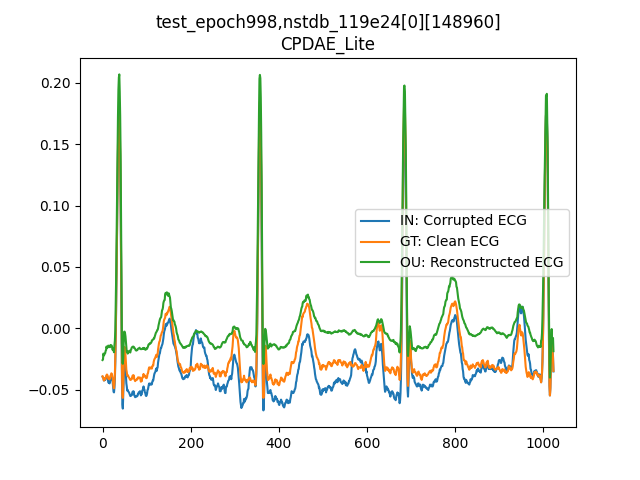 test_epoch998,nstdb_119e24[0][148960]
CPDAE_Lite
0.20
0.15
0.10
0.05
0.00
−0.05
IN: Corrupted ECG
GT: Clean ECG
OU: Reconstructed ECG
0 200 400 600 800 1000